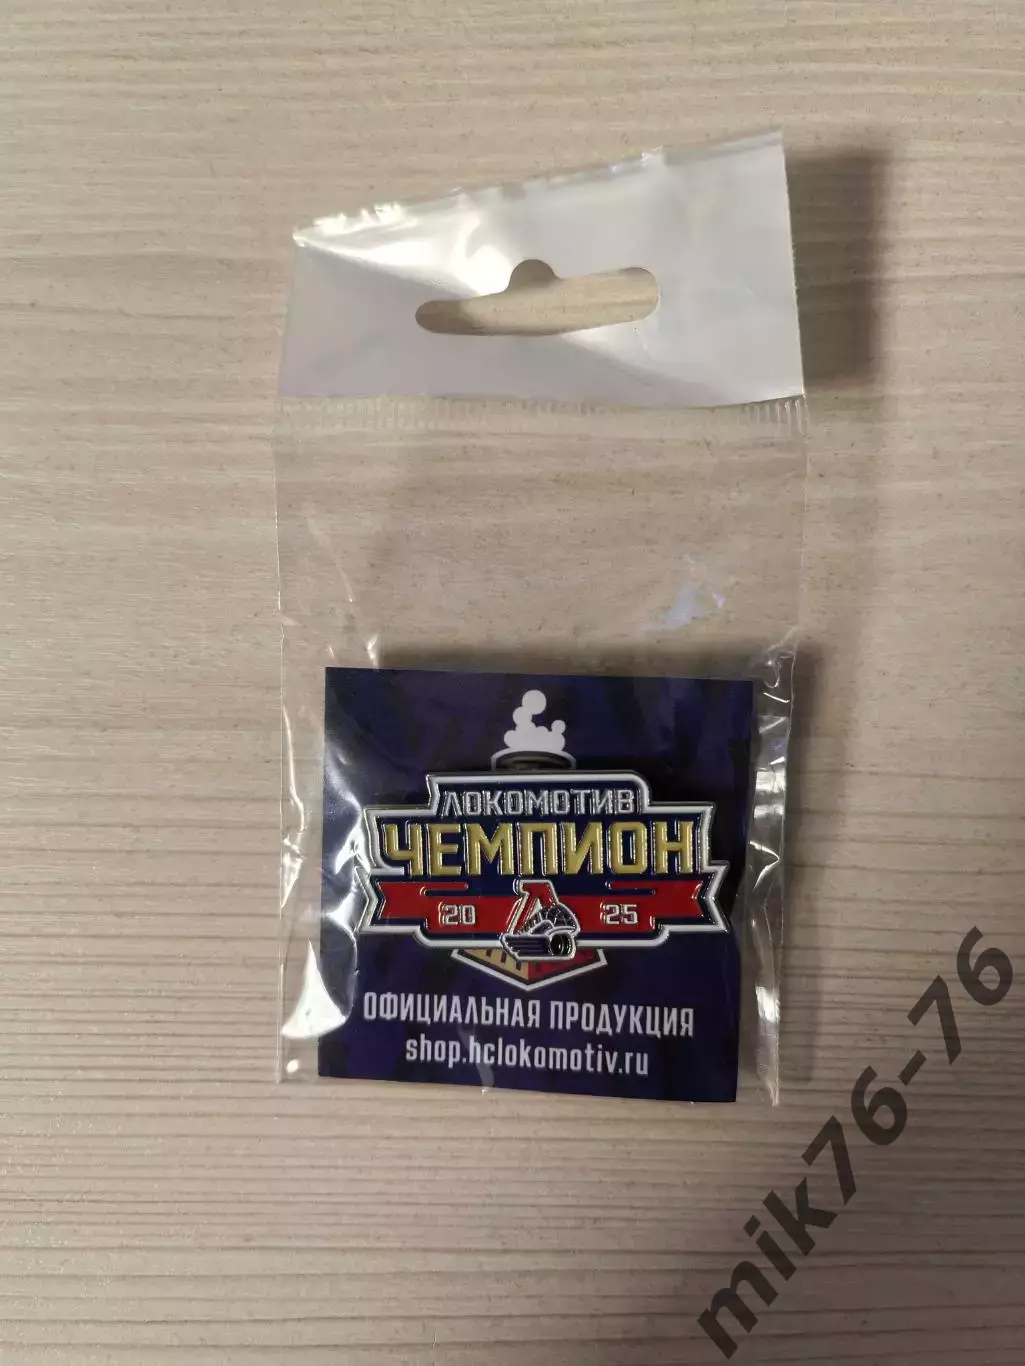 ЛОКОМОТИВ
ЧЕМПИОН
20 25
ОФИЦИАЛЬНАЯ ПРОДУКЦИЯ
shop.hclokomotiv.ru
mik76-76